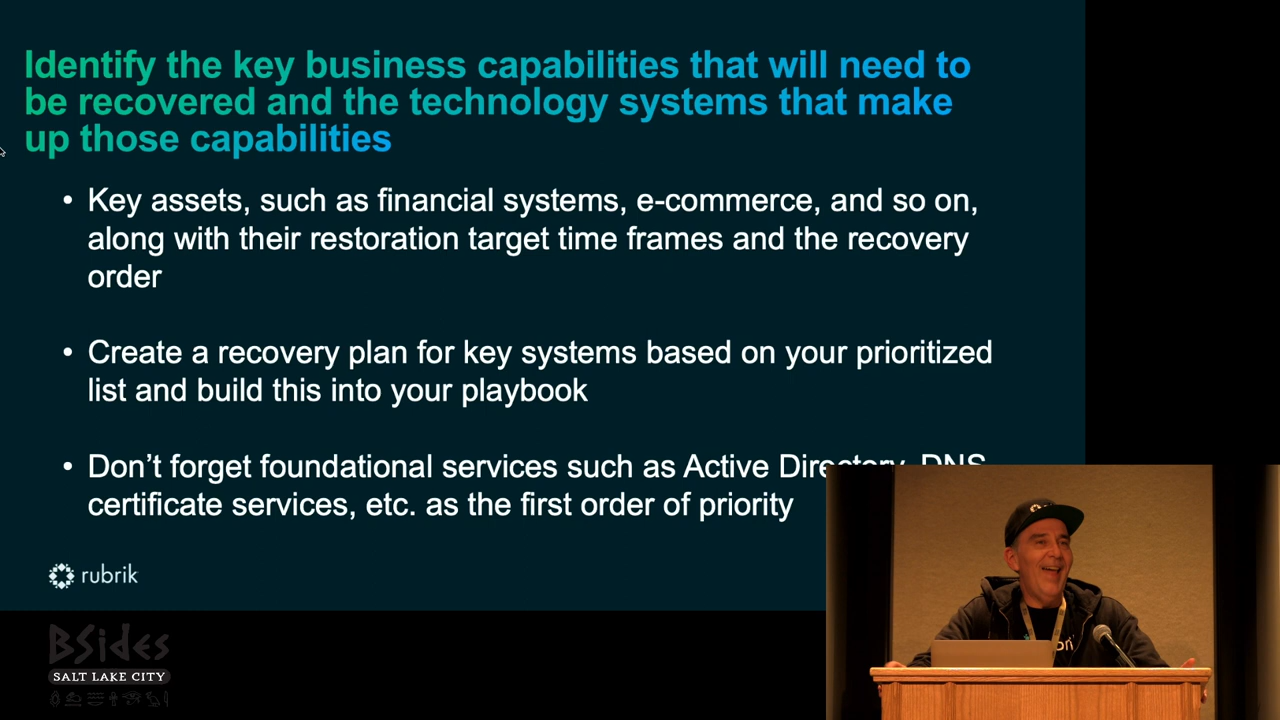 Identify the key business capabilities that will need to
be recovered and the technology systems that make
up those capabilities
• Key assets, such as financial systems, e-commerce, and so on,
along with their restoration target time frames and the recovery
order
• Create a recovery plan for key systems based on your prioritized
list and build this into your playbook
• Don’t forget foundational services such as Active Directory, DNS
certificate services, etc. as the first order of priority
rubrik
BSides
SALT LAKE CITY